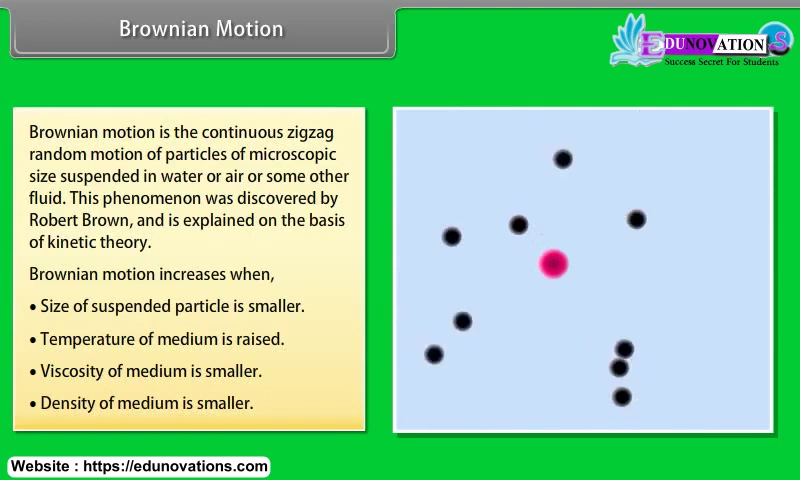 Brownian Motion
EDUNOVATIONS
Success Secret For Students
Brownian motion is the continuous zigzag
random motion of particles of microscopic
size suspended in water or air or some other
fluid. This phenomenon was discovered by
Robert Brown, and is explained on the basis
of kinetic theory.
Brownian motion increases when,
• Size of suspended particle is smaller.
• Temperature of medium is raised.
• Viscosity of medium is smaller.
• Density of medium is smaller.
Website : https://edunovations.com